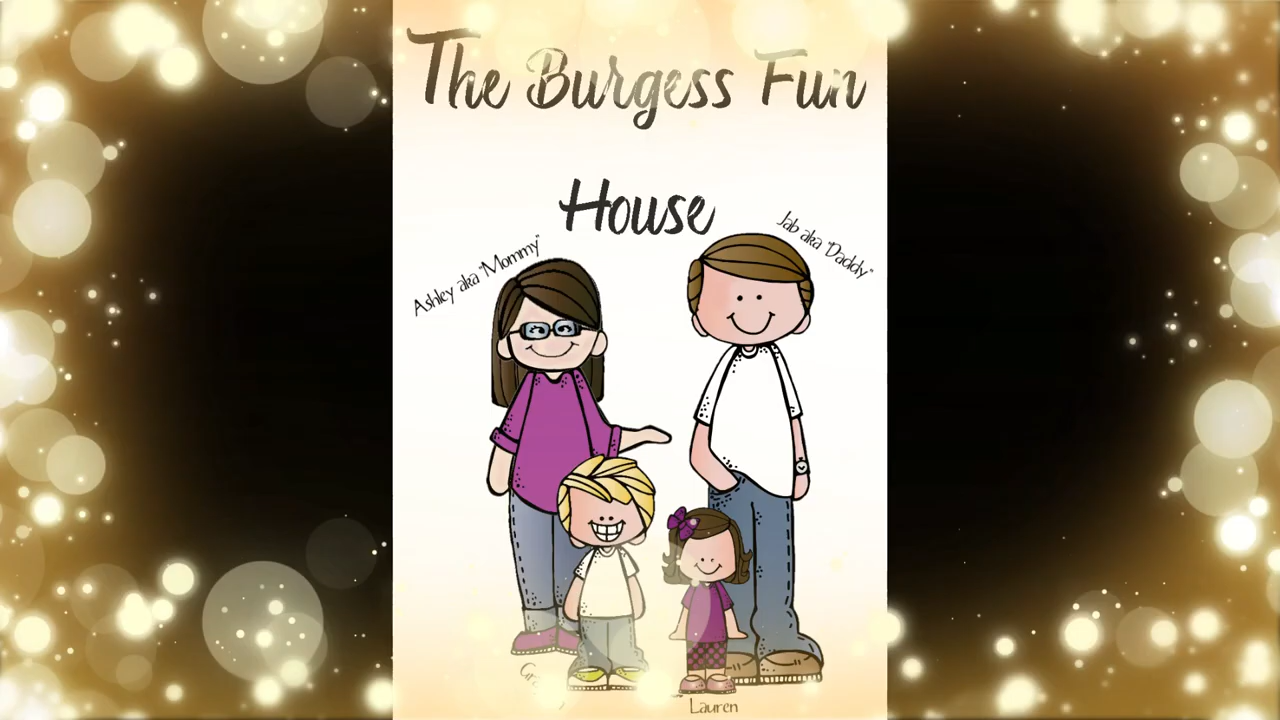 The Burgess Fun
House
Ashley aka "Mommy"
Jab aka "Daddy"
Lauren